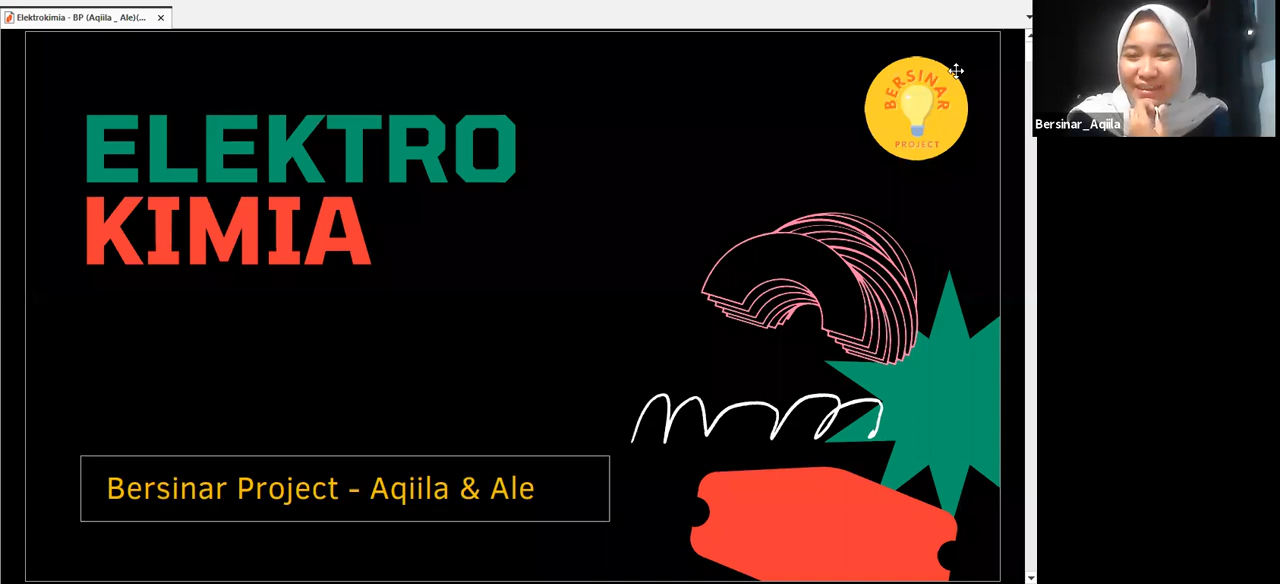 Elektrokimia - BP (Aqiila _ Ale)(...
BERSINAR
PROJECT
ELEKTRO
KIMIA
Bersinar Project - Aqiila & Ale
Bersinar_Aqiila